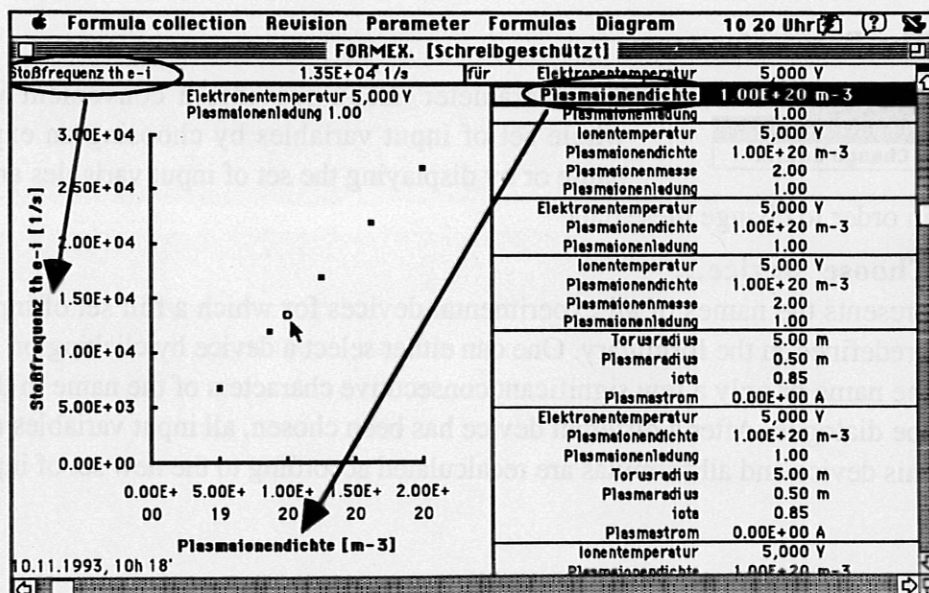 Formula collection Revision Parameter Formulas Diagram 10 20 Uhr
FORMEX. [Schreibgeschützt]
Stoßfrequenz th e-i 1.35E+04 1/s für
Elektronentemperatur 5,000 V
Plasmaionenladung 1.00
3.00E+04
2.50E+04
2.00E+04
1.50E+04
1.00E+04
5.00E+03
0.00E+00
Stoßfrequenz th e-i [1/s]
0.00E+ 5.00E+ 1.00E+ 1.50E+ 2.00E+
00 19 20 20 20
Plasmaionendichte [m-3]
10.11.1993, 10h 18'
Elektronentemperatur 5,000 V
Plasmaionendichte 1.00E+20 m-3
Plasmaionenladung 1.00
Ionentemperatur 5,000 V
Plasmaionendichte 1.00E+20 m-3
Plasmaionenmasse 2.00
Plasmaionenladung 1.00
Elektronentemperatur 5,000 V
Plasmaionendichte 1.00E+20 m-3
Plasmaionenladung 1.00
Ionentemperatur 5,000 V
Plasmaionendichte 1.00E+20 m-3
Plasmaionenmasse 2.00
Plasmaionenladung 1.00
Torusradius 5.00 m
Plasmaradius 0.50 m
iota 0.85
Plasmastrom 0.00E+00 A
Elektronentemperatur 5,000 V
Plasmaionendichte 1.00E+20 m-3
Plasmaionenladung 1.00
Torusradius 5.00 m
Plasmaradius 0.50 m
iota 0.85
Plasmastrom 0.00E+00 A
Ionentemperatur 5,000 V
Plasmaionendichte 1.00E+20 m-3